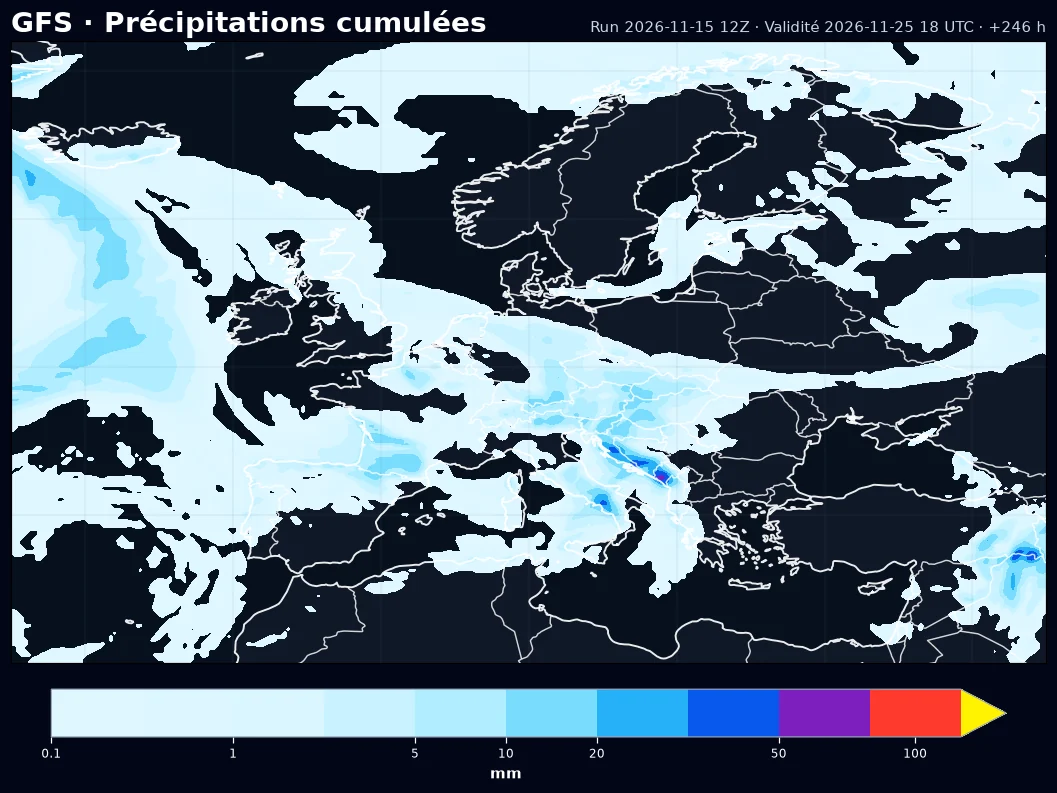 GFS · Précipitations cumulées
Run 2026-11-15 12Z · Validité 2026-11-25 18 UTC · +246 h
0.1 1 5 10 20 50 100
mm